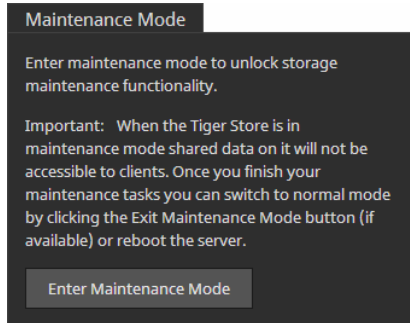 Maintenance Mode
Enter maintenance mode to unlock storage
maintenance functionality.
Important:   When the Tiger Store is in
maintenance mode shared data on it will not be
accessible to clients. Once you finish your
maintenance tasks you can switch to normal mode
by clicking the Exit Maintenance Mode button (if
available) or reboot the server.
Enter Maintenance Mode